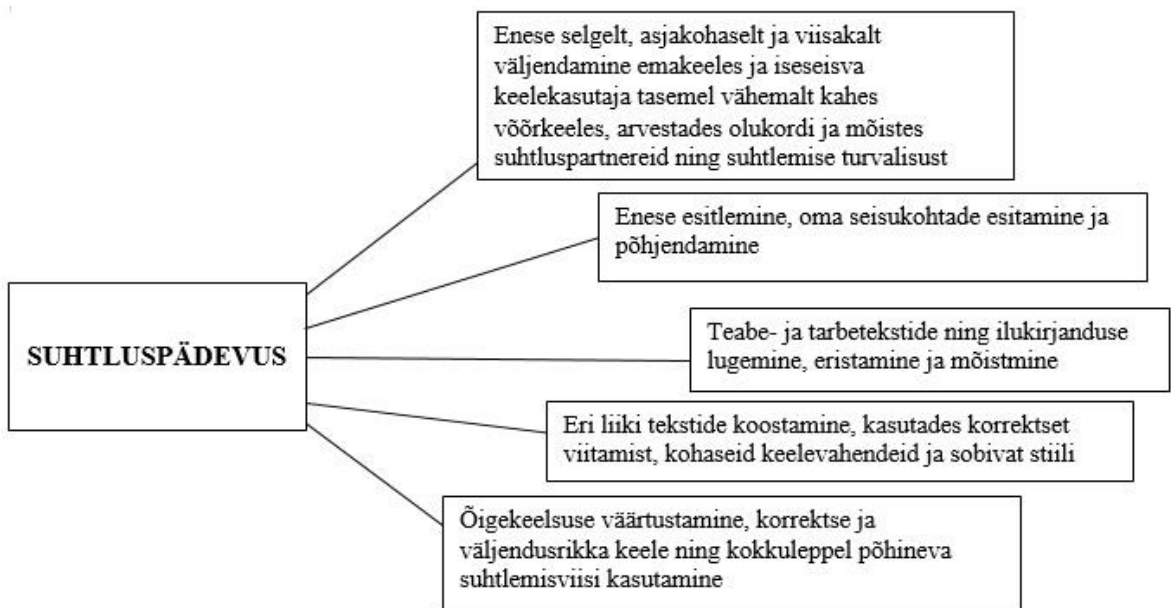 Enese selgelt, asjakohaselt ja viisakalt
väljendamine emakeeles ja iseseisva
keelekasutaja tasemel vähemalt kahes
võõrkeeles, arvestades olukordi ja mõistes
suhtluspartnereid ning suhtlemise turvalisust
Enese esitlemine, oma seisukohtade esitamine ja
põhjendamine
SUHTLUSPÄDEVUS
Teabe- ja tarbetekstide ning ilukirjanduse
lugemine, eristamine ja mõistmine
Eri liiki tekstide koostamine, kasutades korrektset
viitamist, kohaseid keelevahendeid ja sobivat stiili
Õigekeelsuse väärtustamine, korrektse ja
väljendusrikka keele ning kokkuleppel põhineva
suhtlemisviisi kasutamine